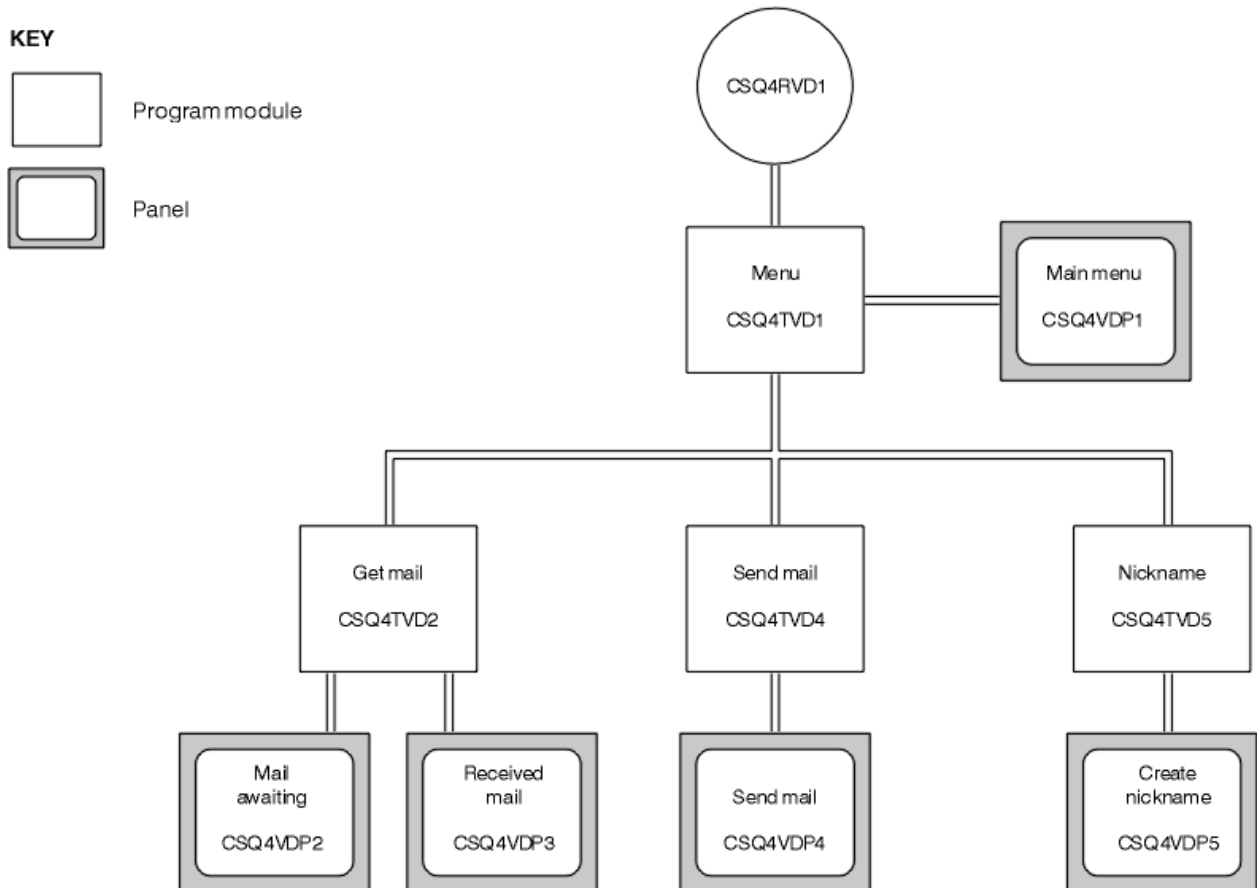 KEY
Program module
Panel
CSQ4RVD1
Menu
CSQ4TVD1
Main menu
CSQ4VDP1
Get mail
CSQ4TVD2
Send mail
CSQ4TVD4
Nickname
CSQ4TVD5
Mail
awaiting
CSQ4VDP2
Received
mail
CSQ4VDP3
Send mail
CSQ4VDP4
Create
nickname
CSQ4VDP5